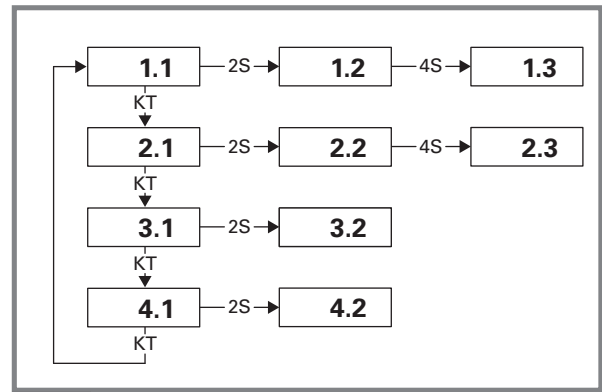 1.1 2S 1.2 4S 1.3
KT
2.1 2S 2.2 4S 2.3
KT
3.1 2S 3.2
KT
4.1 2S 4.2
KT